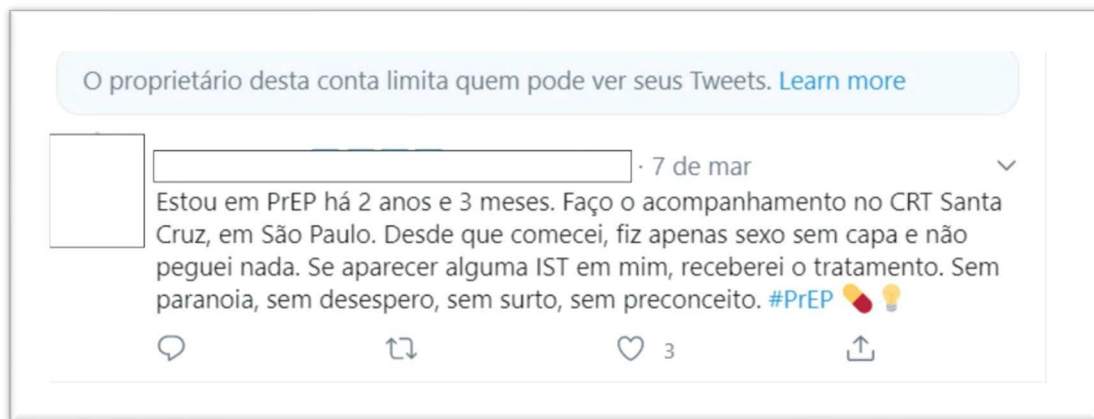 O proprietário desta conta limita quem pode ver seus Tweets. Learn more
· 7 de mar
Estou em PrEP há 2 anos e 3 meses. Faço o acompanhamento no CRT Santa
Cruz, em São Paulo. Desde que comecei, fiz apenas sexo sem capa e não
peguei nada. Se aparecer alguma IST em mim, receberei o tratamento. Sem
paranoia, sem desespero, sem surto, sem preconceito. #PrEP 💊💡
3